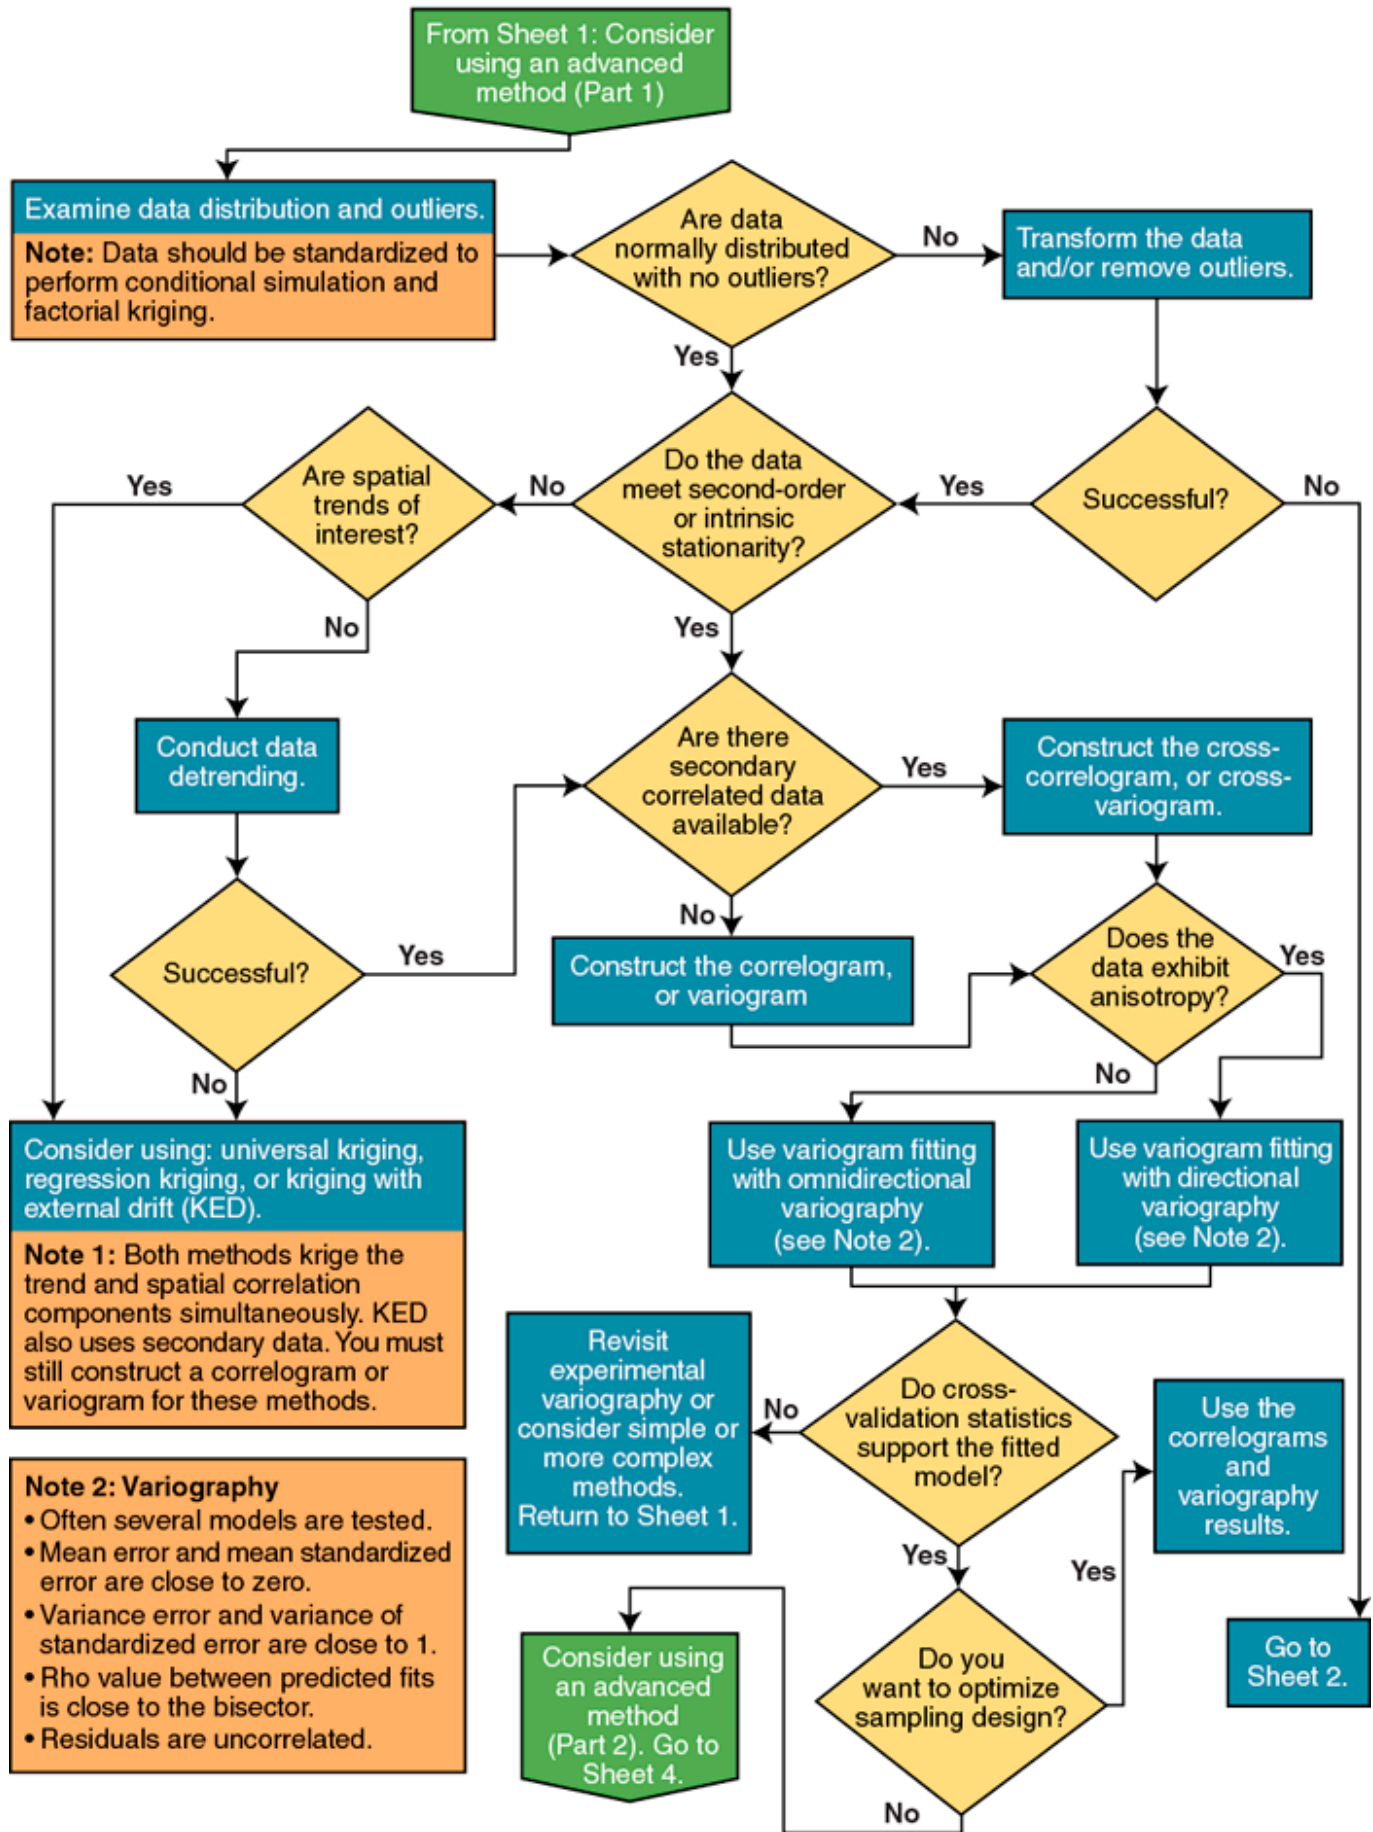 From Sheet 1: Consider
using an advanced
method (Part 1)
Examine data distribution and outliers.
Note: Data should be standardized to
perform conditional simulation and
factorial kriging.
Are data
normally distributed
with no outliers?
No
Transform the data
and/or remove outliers.
Yes
Yes
Are spatial
trends of
interest?
No
Do the data
meet second-order
or intrinsic
stationarity?
Yes
Successful?
No
No
Yes
Conduct data
detrending.
Are there
secondary
correlated data
available?
Yes
Construct the cross-
correlogram, or cross-
variogram.
No
Successful?
Yes
Construct the correlogram,
or variogram
Does the
data exhibit
anisotropy?
Yes
No
No
Consider using: universal kriging,
regression kriging, or kriging with
external drift (KED).
Note 1: Both methods krige the
trend and spatial correlation
components simultaneously. KED
also uses secondary data. You must
still construct a correlogram or
variogram for these methods.
Use variogram fitting
with omnidirectional
variography
(see Note 2).
Use variogram fitting
with directional
variography
(see Note 2).
Revisit
experimental
variography or
consider simple or
more complex
methods.
Return to Sheet 1.
No
Do cross-
validation statistics
support the fitted
model?
Use the
correlograms
and
variography
results.
Note 2: Variography
• Often several models are tested.
• Mean error and mean standardized
error are close to zero.
• Variance error and variance of
standardized error are close to 1.
• Rho value between predicted fits
is close to the bisector.
• Residuals are uncorrelated.
Yes
Yes
Consider using
an advanced
method
(Part 2). Go to
Sheet 4.
Do you
want to optimize
sampling design?
Go to
Sheet 2.
No